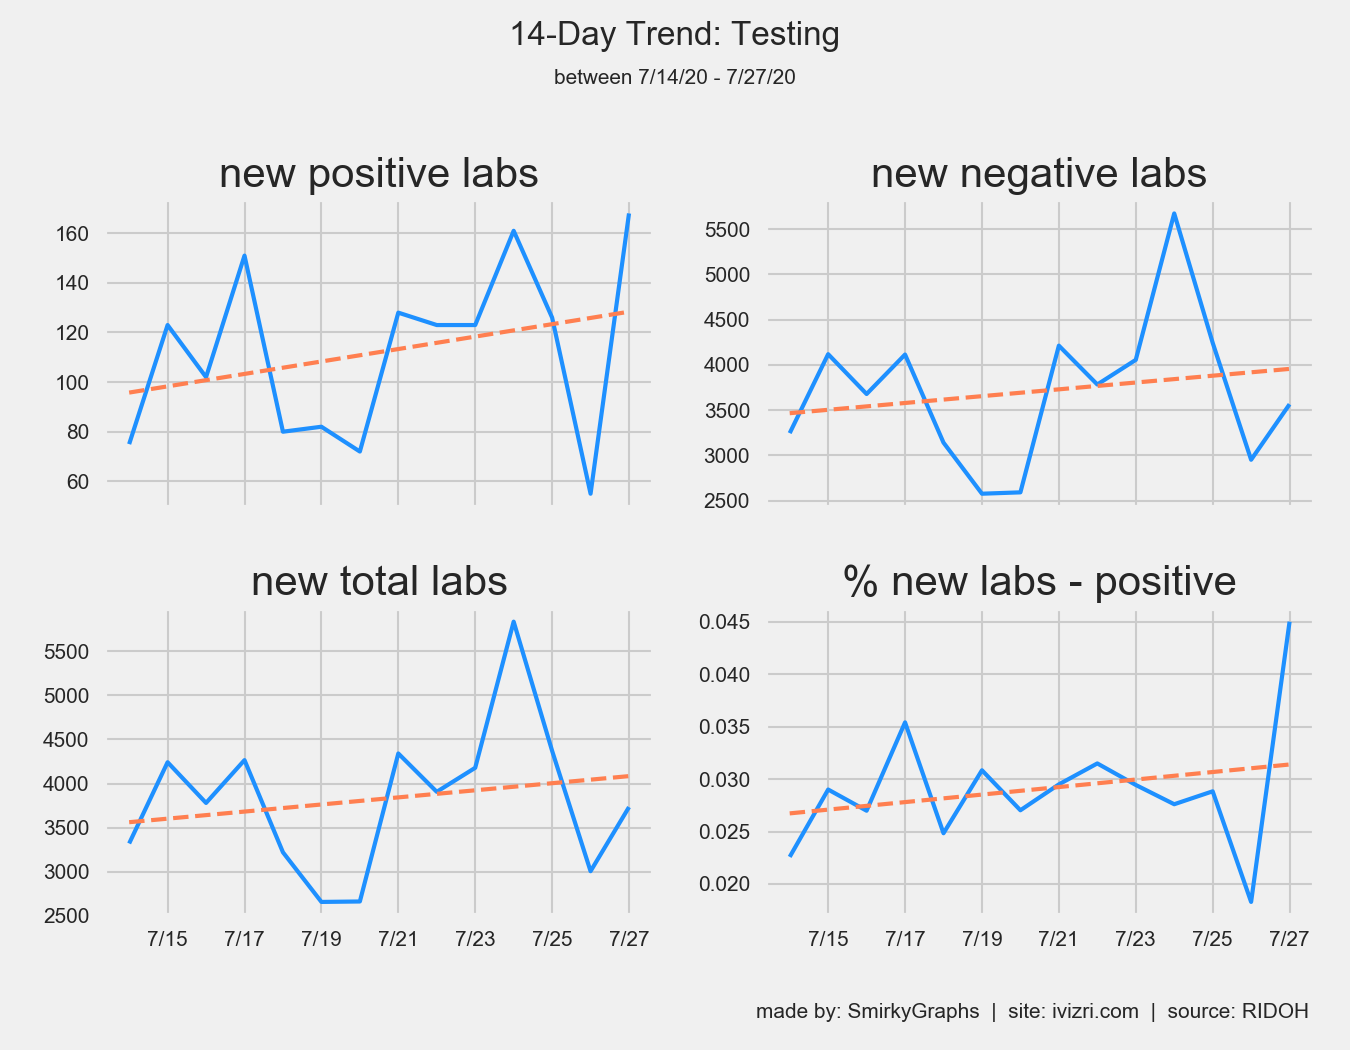 14-Day Trend: Testing
between 7/14/20 - 7/27/20
new positive labs
160
140
120
100
80
60
new negative labs
5500
5000
4500
4000
3500
3000
2500
new total labs
5500
5000
4500
4000
3500
3000
2500
7/15 7/17 7/19 7/21 7/23 7/25 7/27
% new labs - positive
0.045
0.040
0.035
0.030
0.025
0.020
7/15 7/17 7/19 7/21 7/23 7/25 7/27
made by: SmirkyGraphs | site: ivizri.com | source: RIDOH